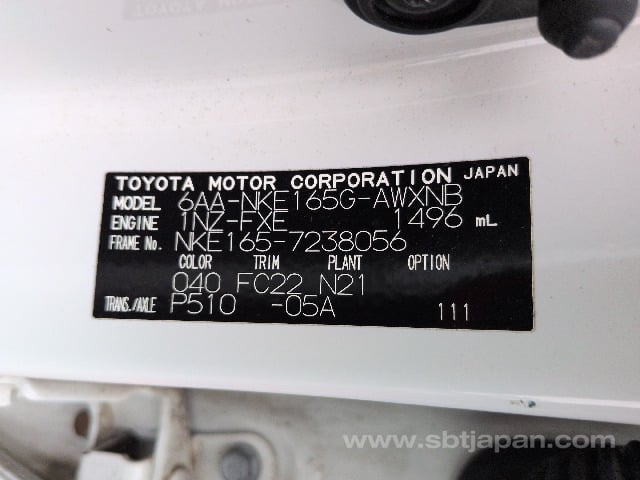 TOYOTA MOTOR CORPORATION JAPAN
MODEL 6AA-NKE165G-AWXNB
ENGINE 1NZ-FXE 1496 mL
FRAME No. NKE165-7238056
COLOR TRIM PLANT OPTION
040 FC22 N21
TRANS./AXLE P510 -05A 111
www.sbtjapan.com